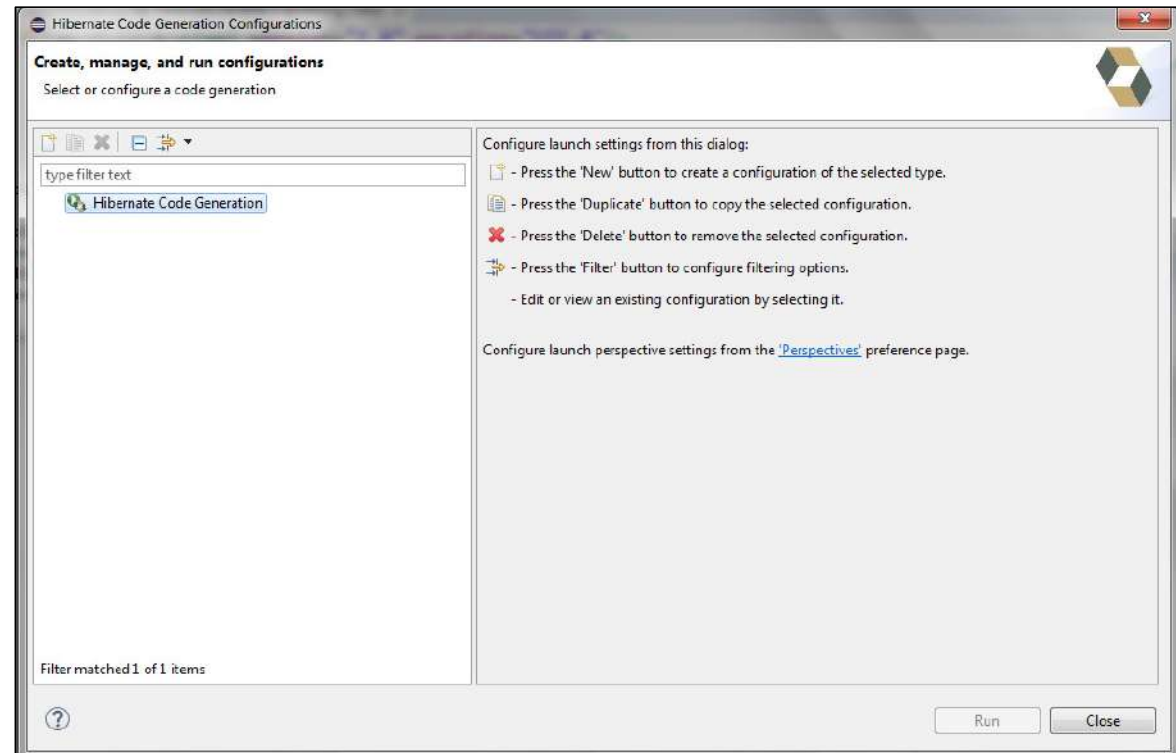 Hibernate Code Generation Configurations
Create, manage, and run configurations
Select or configure a code generation
type filter text
Hibernate Code Generation
Filter matched 1 of 1 items
Configure launch settings from this dialog:
- Press the 'New' button to create a configuration of the selected type.
- Press the 'Duplicate' button to copy the selected configuration.
- Press the 'Delete' button to remove the selected configuration.
- Press the 'Filter' button to configure filtering options.
- Edit or view an existing configuration by selecting it.
Configure launch perspective settings from the 'Perspectives' preference page.
Run
Close